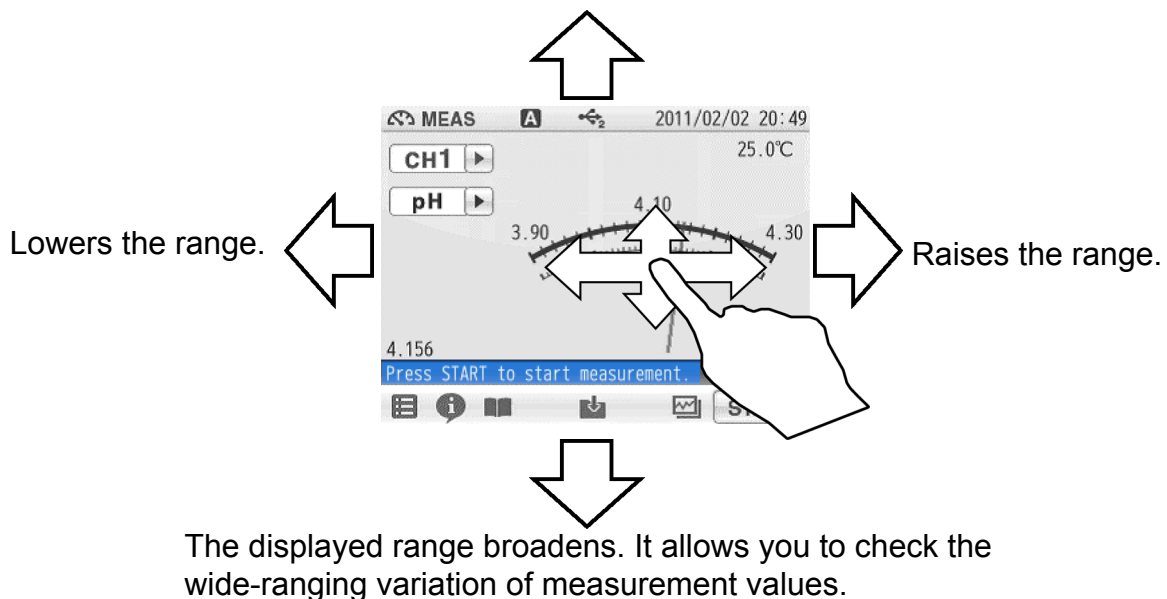 MEAS A 2 2011/02/02 20:49
CH1 25.0℃
pH
4.10
3.90 4.30
Lowers the range.
Raises the range.
4.156
Press START to start measurement.
The displayed range broadens. It allows you to check the
wide-ranging variation of measurement values.